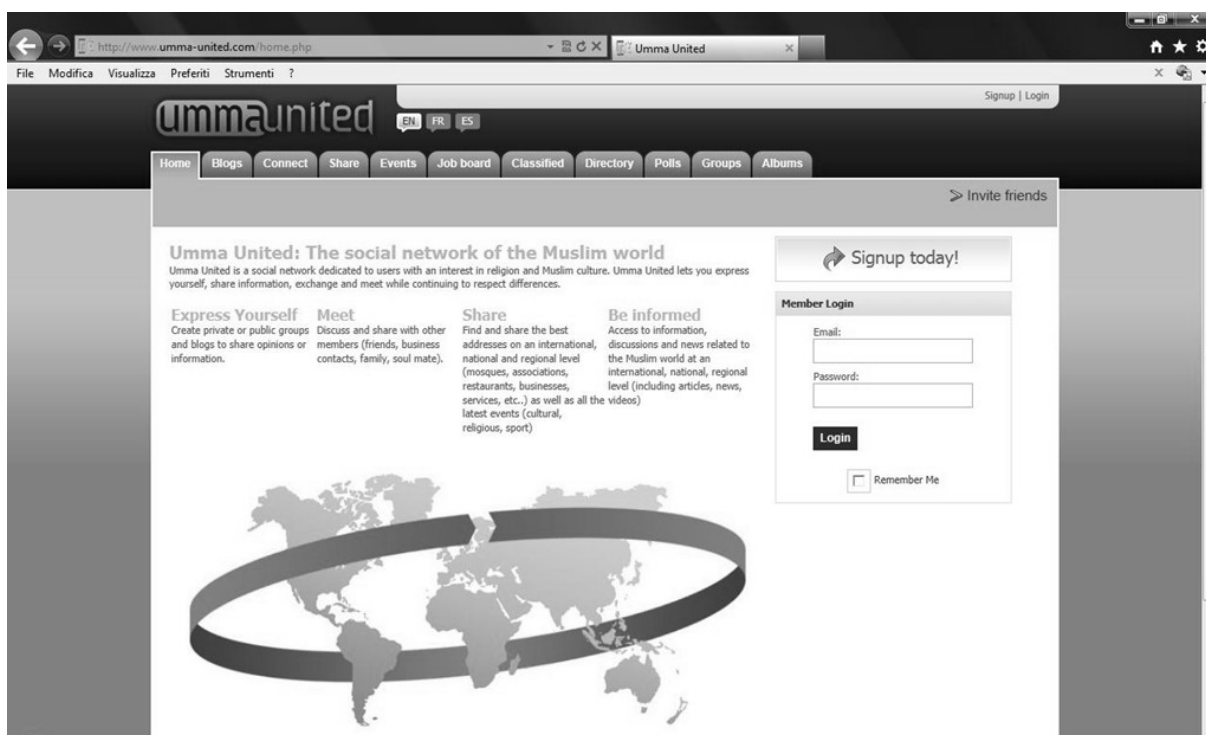 http://www.umma-united.com/home.php
Umma United
File Modifica Visualizza Preferiti Strumenti ?
Signup | Login
ummaunited
EN FR ES
Home Blogs Connect Share Events Job board Classified Directory Polls Groups Albums
Invite friends
Umma United: The social network of the Muslim world
Umma United is a social network dedicated to users with an interest in religion and Muslim culture. Umma United lets you express
yourself, share information, exchange and meet while continuing to respect differences.
Express Yourself
Create private or public groups
and blogs to share opinions or
information.
Meet
Discuss and share with other
members (friends, business
contacts, family, soul mate).
Share
Find and share the best
addresses on an international,
national and regional level
(mosques, associations,
restaurants, businesses,
services, etc..) as well as all the
latest events (cultural,
religious, sport)
Be informed
Access to information,
discussions and news related to
the Muslim world at an
international, national, regional
level (including articles, news,
videos)
Signup today!
Member Login
Email:
Password:
Login
Remember Me